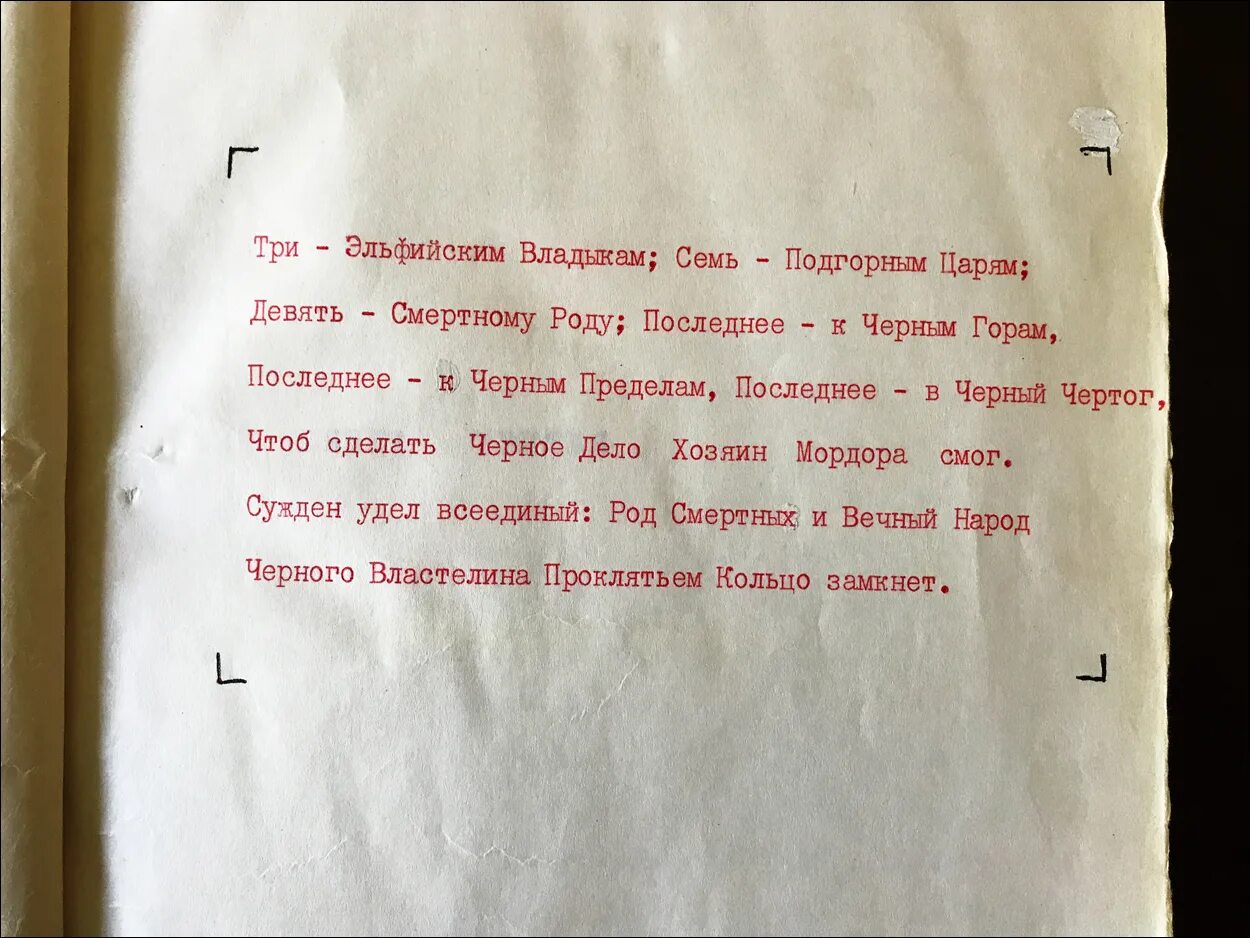 Три - Эльфийским Владыкам; Семь - Подгорным Царям;
Девять - Смертному Роду; Последнее - к Черным Горам,
Последнее - к Черным Пределам, Последнее - в Черный Чертог,
Чтоб сделать Черное Дело Хозяин Мордора смог.
Сужден удел всеединый: Род Смертных и Вечный Народ
Черного Властелина Проклятьем Кольцо замкнет.